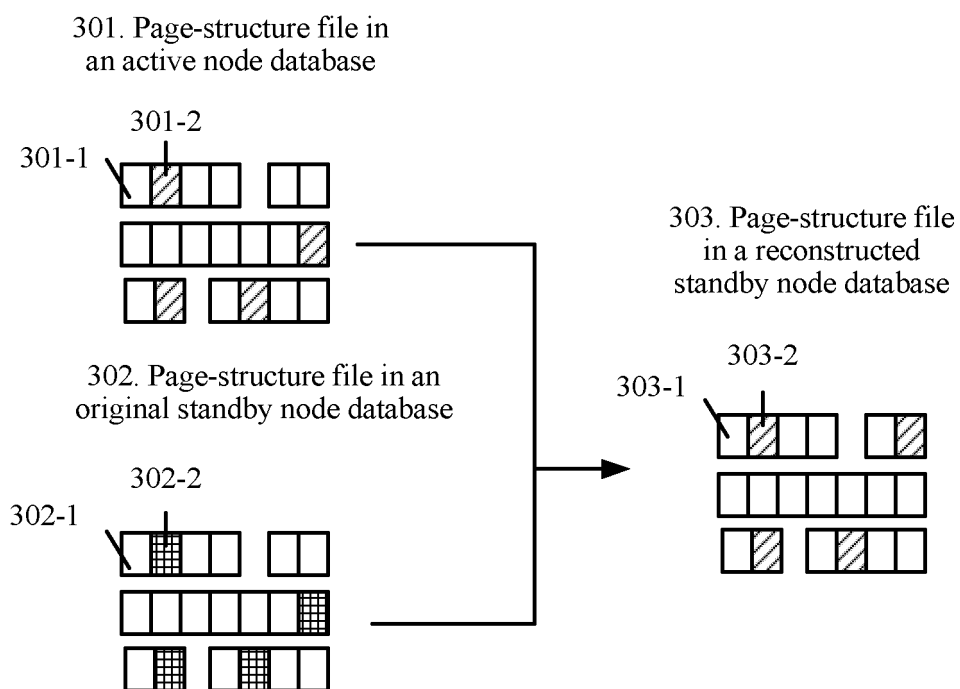 301. Page-structure file in
an active node database
301-2
301-1
303. Page-structure file
in a reconstructed
standby node database
302. Page-structure file in an
original standby node database
303-2
303-1
302-2
302-1